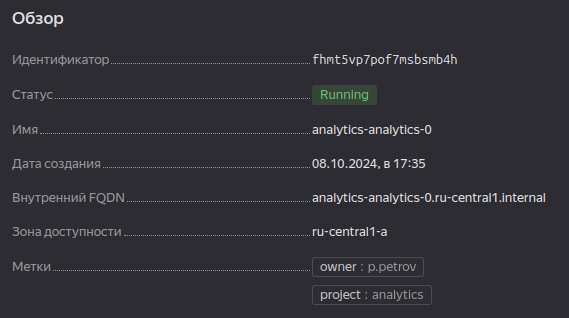 Обзор
Идентификатор fhmt5vp7pof7msbsmb4h
Статус Running
Имя analytics-analytics-0
Дата создания 08.10.2024, в 17:35
Внутренний FQDN analytics-analytics-0.ru-central1.internal
Зона доступности ru-central1-a
Метки owner : p.petrov
project : analytics